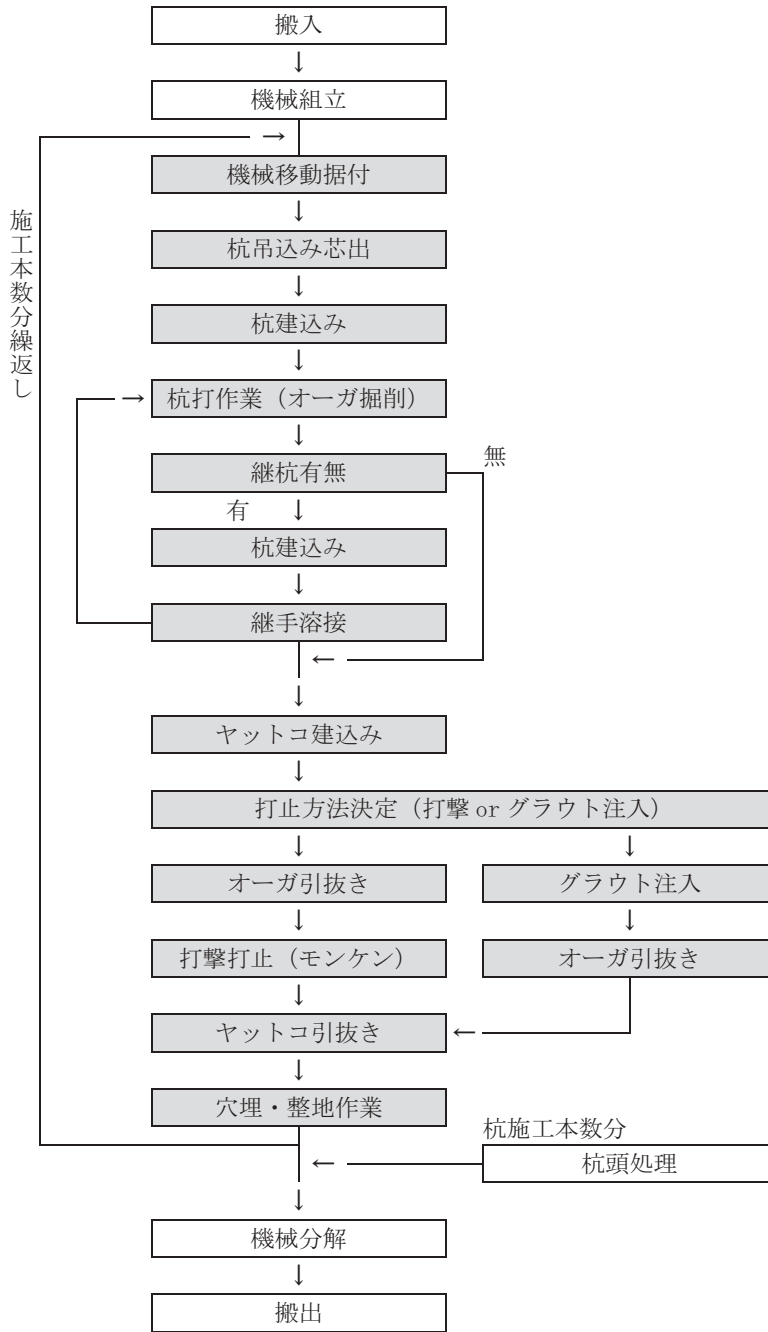 搬入
↓
機械組立
→
機械移動据付
↓
施工本数分繰返し
杭吊込み芯出
↓
杭建込み
↓
→ 杭打作業（オーガ掘削）
↓
継杭有無
無
有 ↓
杭建込み
↓
継手溶接
←
↓
ヤットコ建込み
↓
打止方法決定（打撃 or グラウト注入）
↓ ↓
オーガ引抜き グラウト注入
↓ ↓
打撃打止（モンケン） オーガ引抜き
↓
ヤットコ引抜き ←
↓
穴埋・整地作業
杭施工本数分
← 杭頭処理
↓
機械分解
↓
搬出